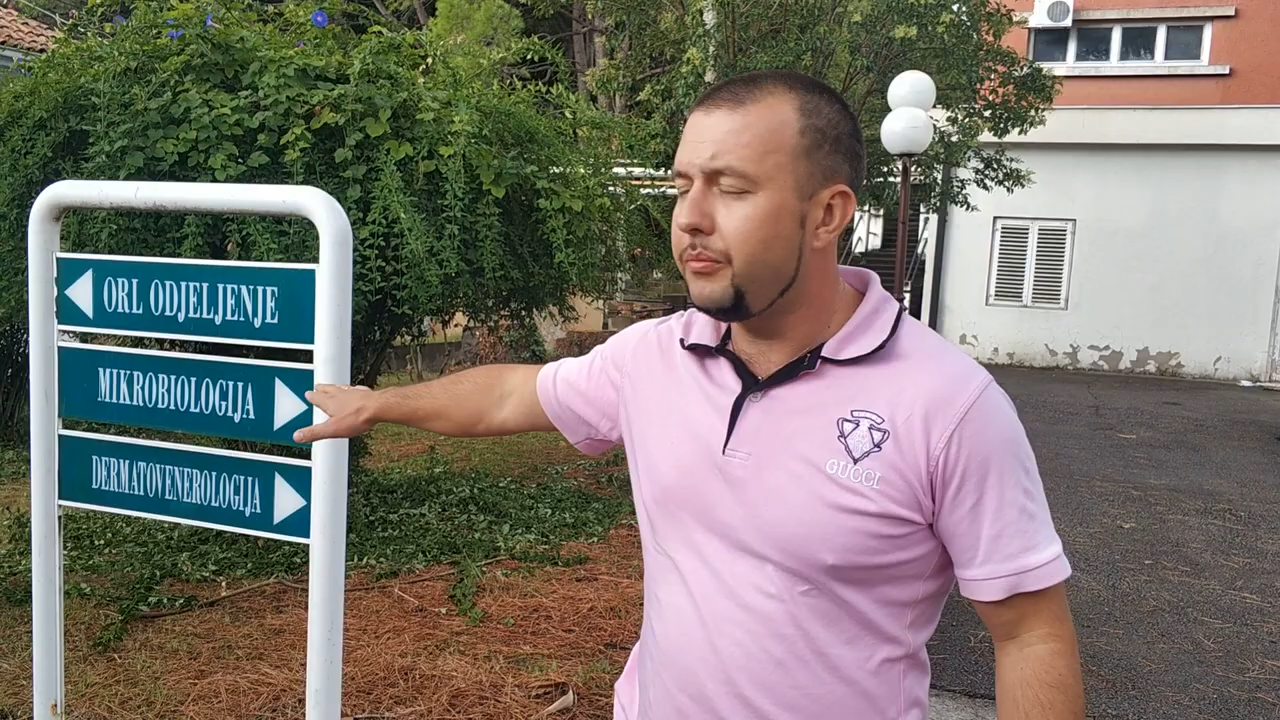 ORL ODJELJENJE
MIKROBIOLOGIJA
DERMATOVENEROLOGIJA
GUCCI